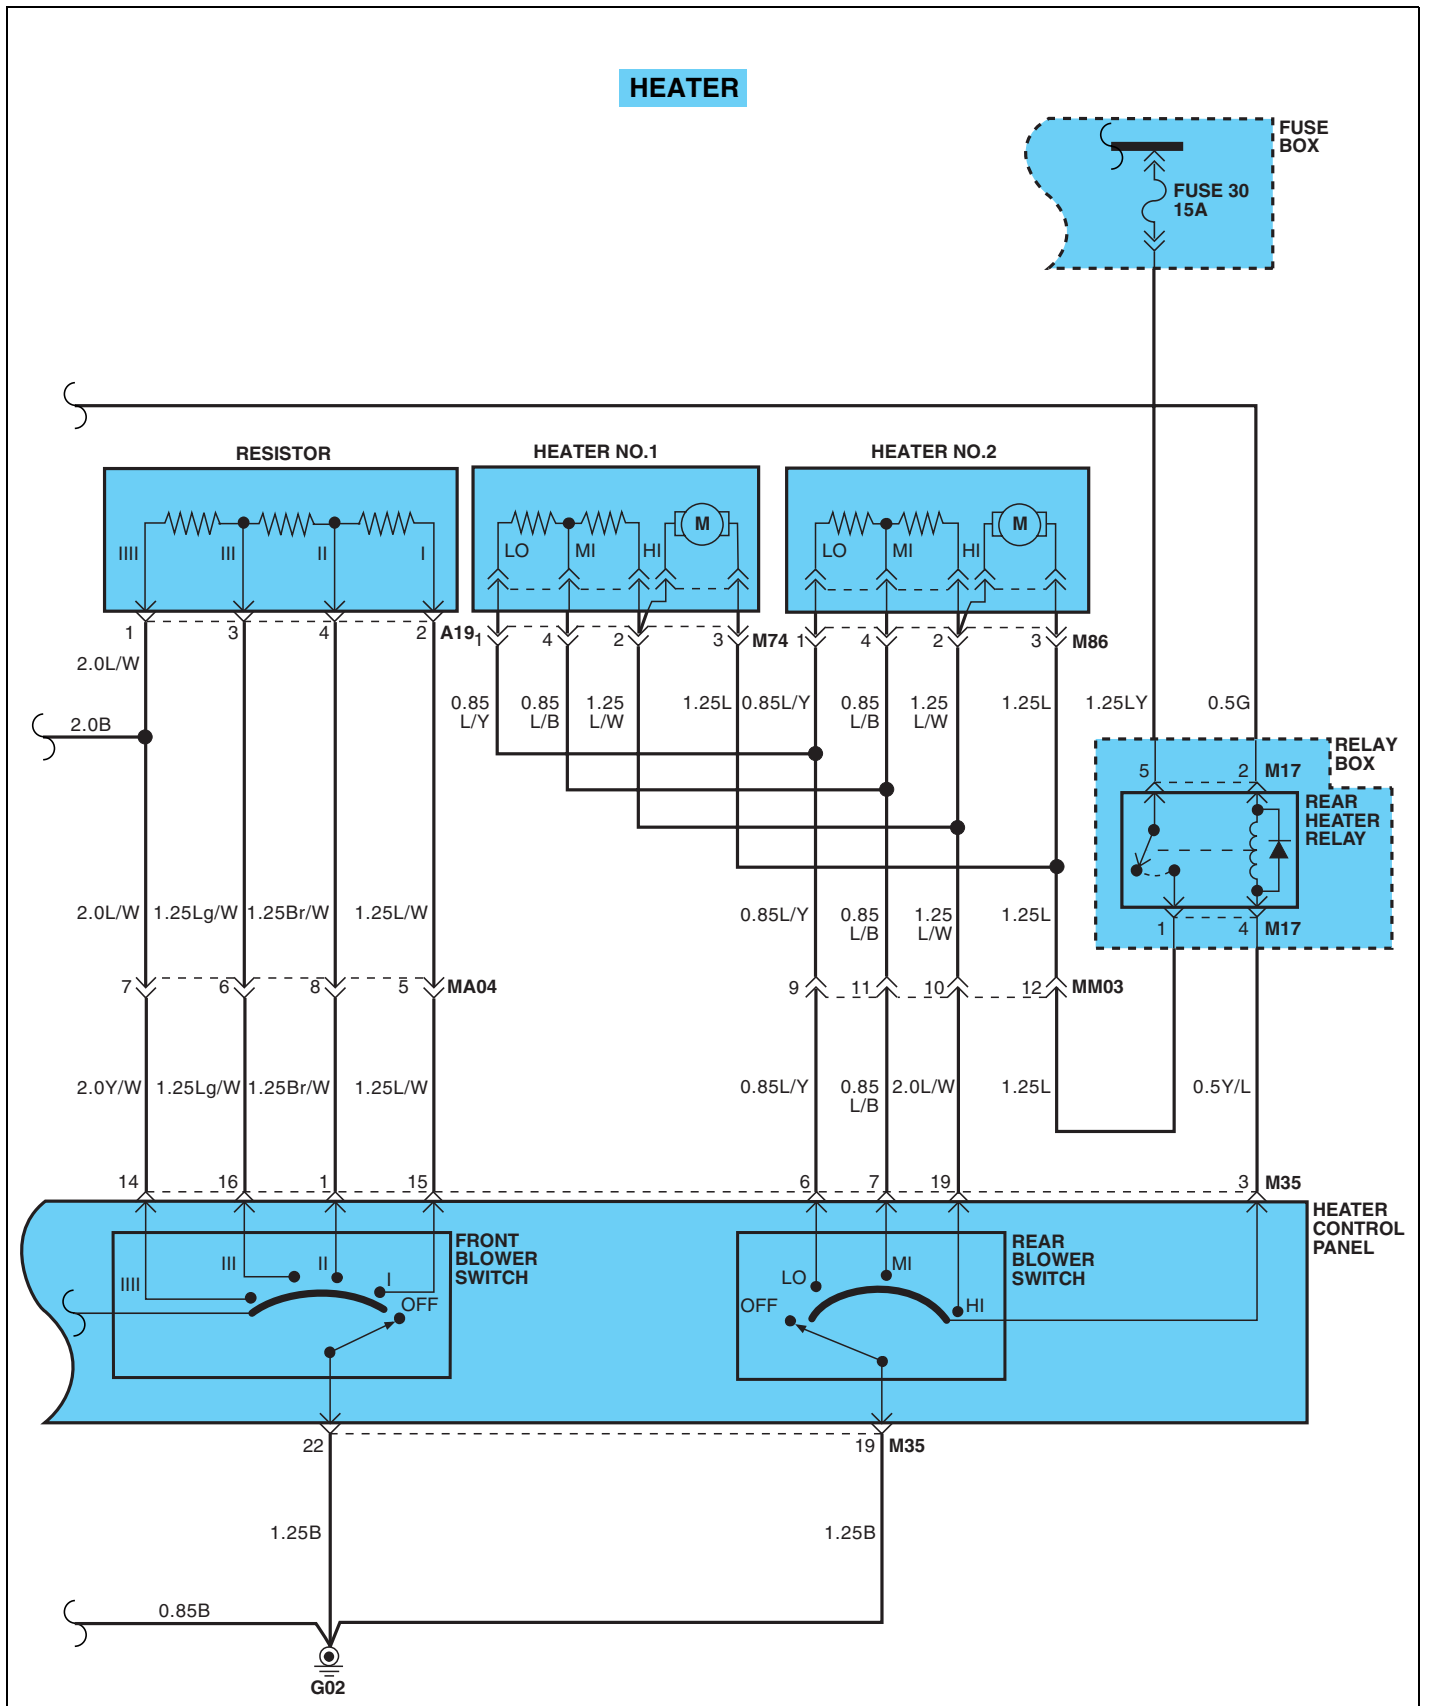 HEATER
FUSE
BOX
FUSE 30
15A
RESISTOR
HEATER NO.1
HEATER NO.2
M
M
IIII
III
II
I
LO
MI
HI
LO
MI
HI
1
3
4
2
A19
1
4
2
3
M74
1
4
2
3
M86
2.0L/W
0.85
L/Y
0.85
L/B
1.25
L/W
1.25L
0.85L/Y
0.85
L/B
1.25
L/W
1.25L
1.25LY
0.5G
2.0B
RELAY
BOX
5
2
M17
REAR
HEATER
RELAY
2.0L/W
1.25Lg/W
1.25Br/W
1.25L/W
0.85L/Y
0.85
L/B
1.25
L/W
1.25L
1
4
M17
7
6
8
5
MA04
9
11
10
12
MM03
2.0Y/W
1.25Lg/W
1.25Br/W
1.25L/W
0.85L/Y
0.85
L/B
2.0L/W
1.25L
0.5Y/L
14
16
1
15
6
7
19
3
M35
HEATER
CONTROL
PANEL
FRONT
BLOWER
SWITCH
REAR
BLOWER
SWITCH
IIII
III
II
I
OFF
LO
MI
OFF
HI
22
19
M35
1.25B
1.25B
0.85B
G02